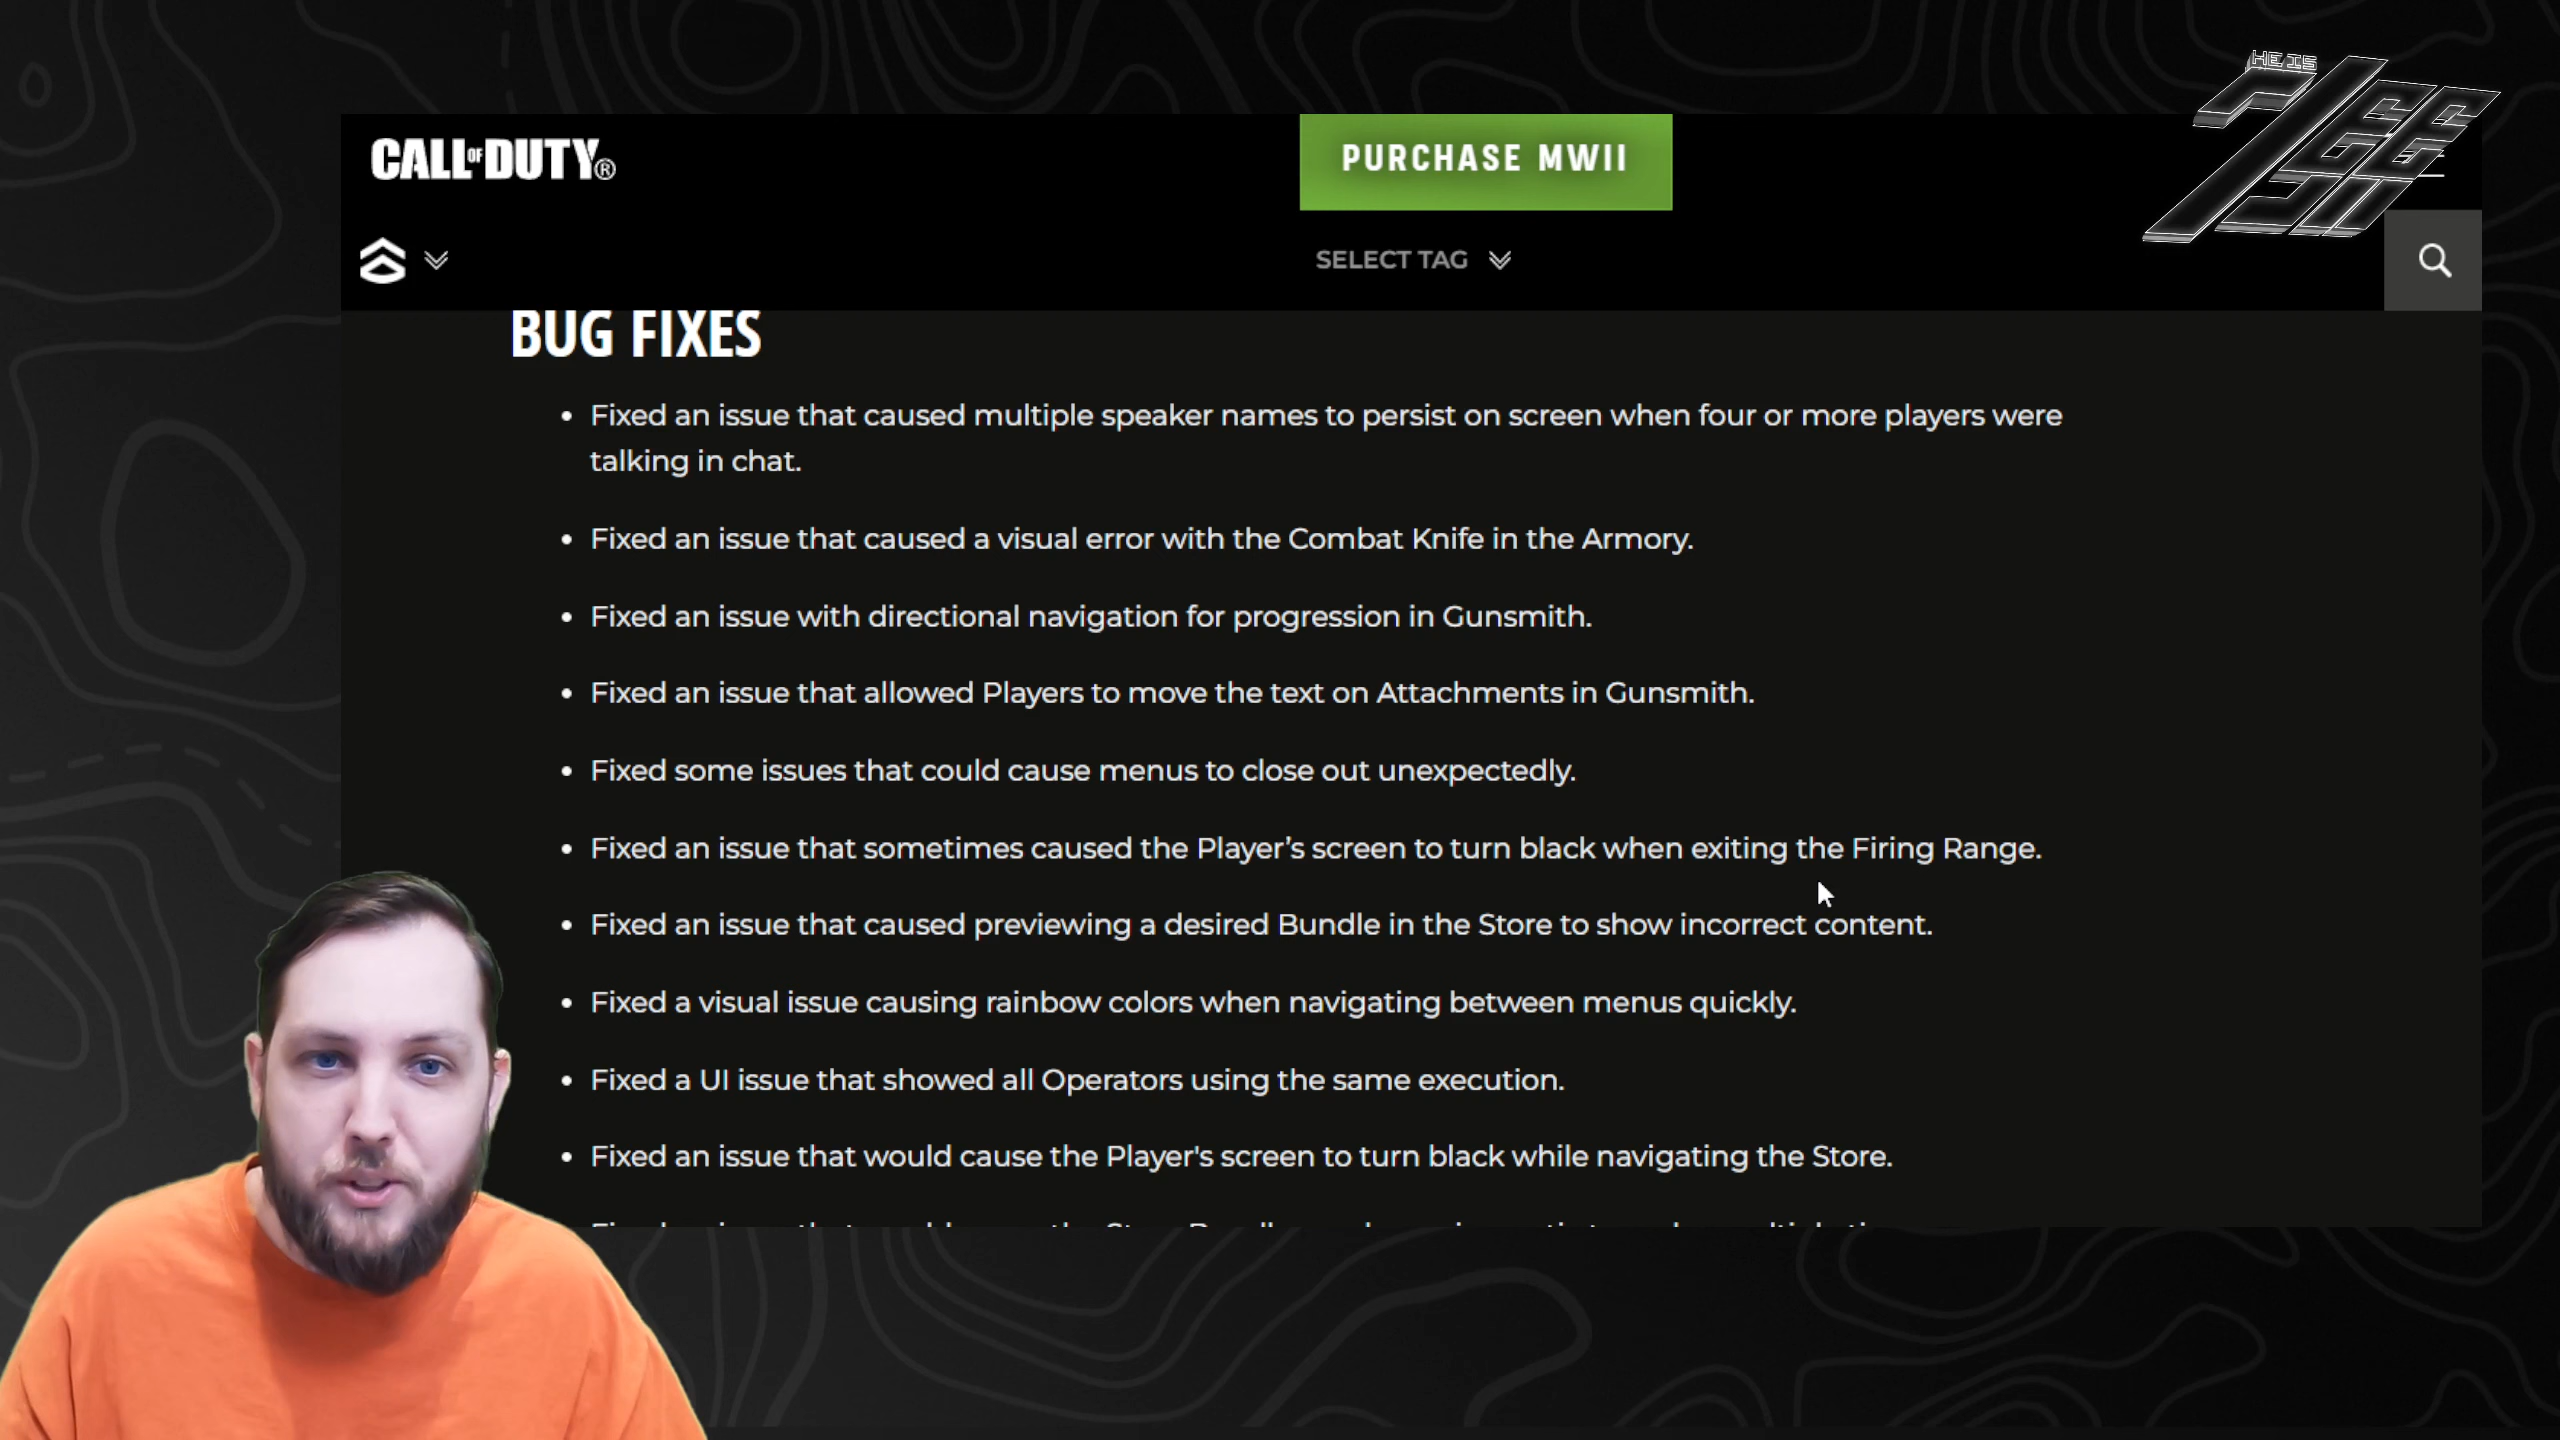 HE IS
CALL OF DUTY®
PURCHASE MWII
SELECT TAG
BUG FIXES
• Fixed an issue that caused multiple speaker names to persist on screen when four or more players were
talking in chat.
• Fixed an issue that caused a visual error with the Combat Knife in the Armory.
• Fixed an issue with directional navigation for progression in Gunsmith.
• Fixed an issue that allowed Players to move the text on Attachments in Gunsmith.
• Fixed some issues that could cause menus to close out unexpectedly.
• Fixed an issue that sometimes caused the Player’s screen to turn black when exiting the Firing Range.
• Fixed an issue that caused previewing a desired Bundle in the Store to show incorrect content.
• Fixed a visual issue causing rainbow colors when navigating between menus quickly.
• Fixed a UI issue that showed all Operators using the same execution.
• Fixed an issue that would cause the Player's screen to turn black while navigating the Store.